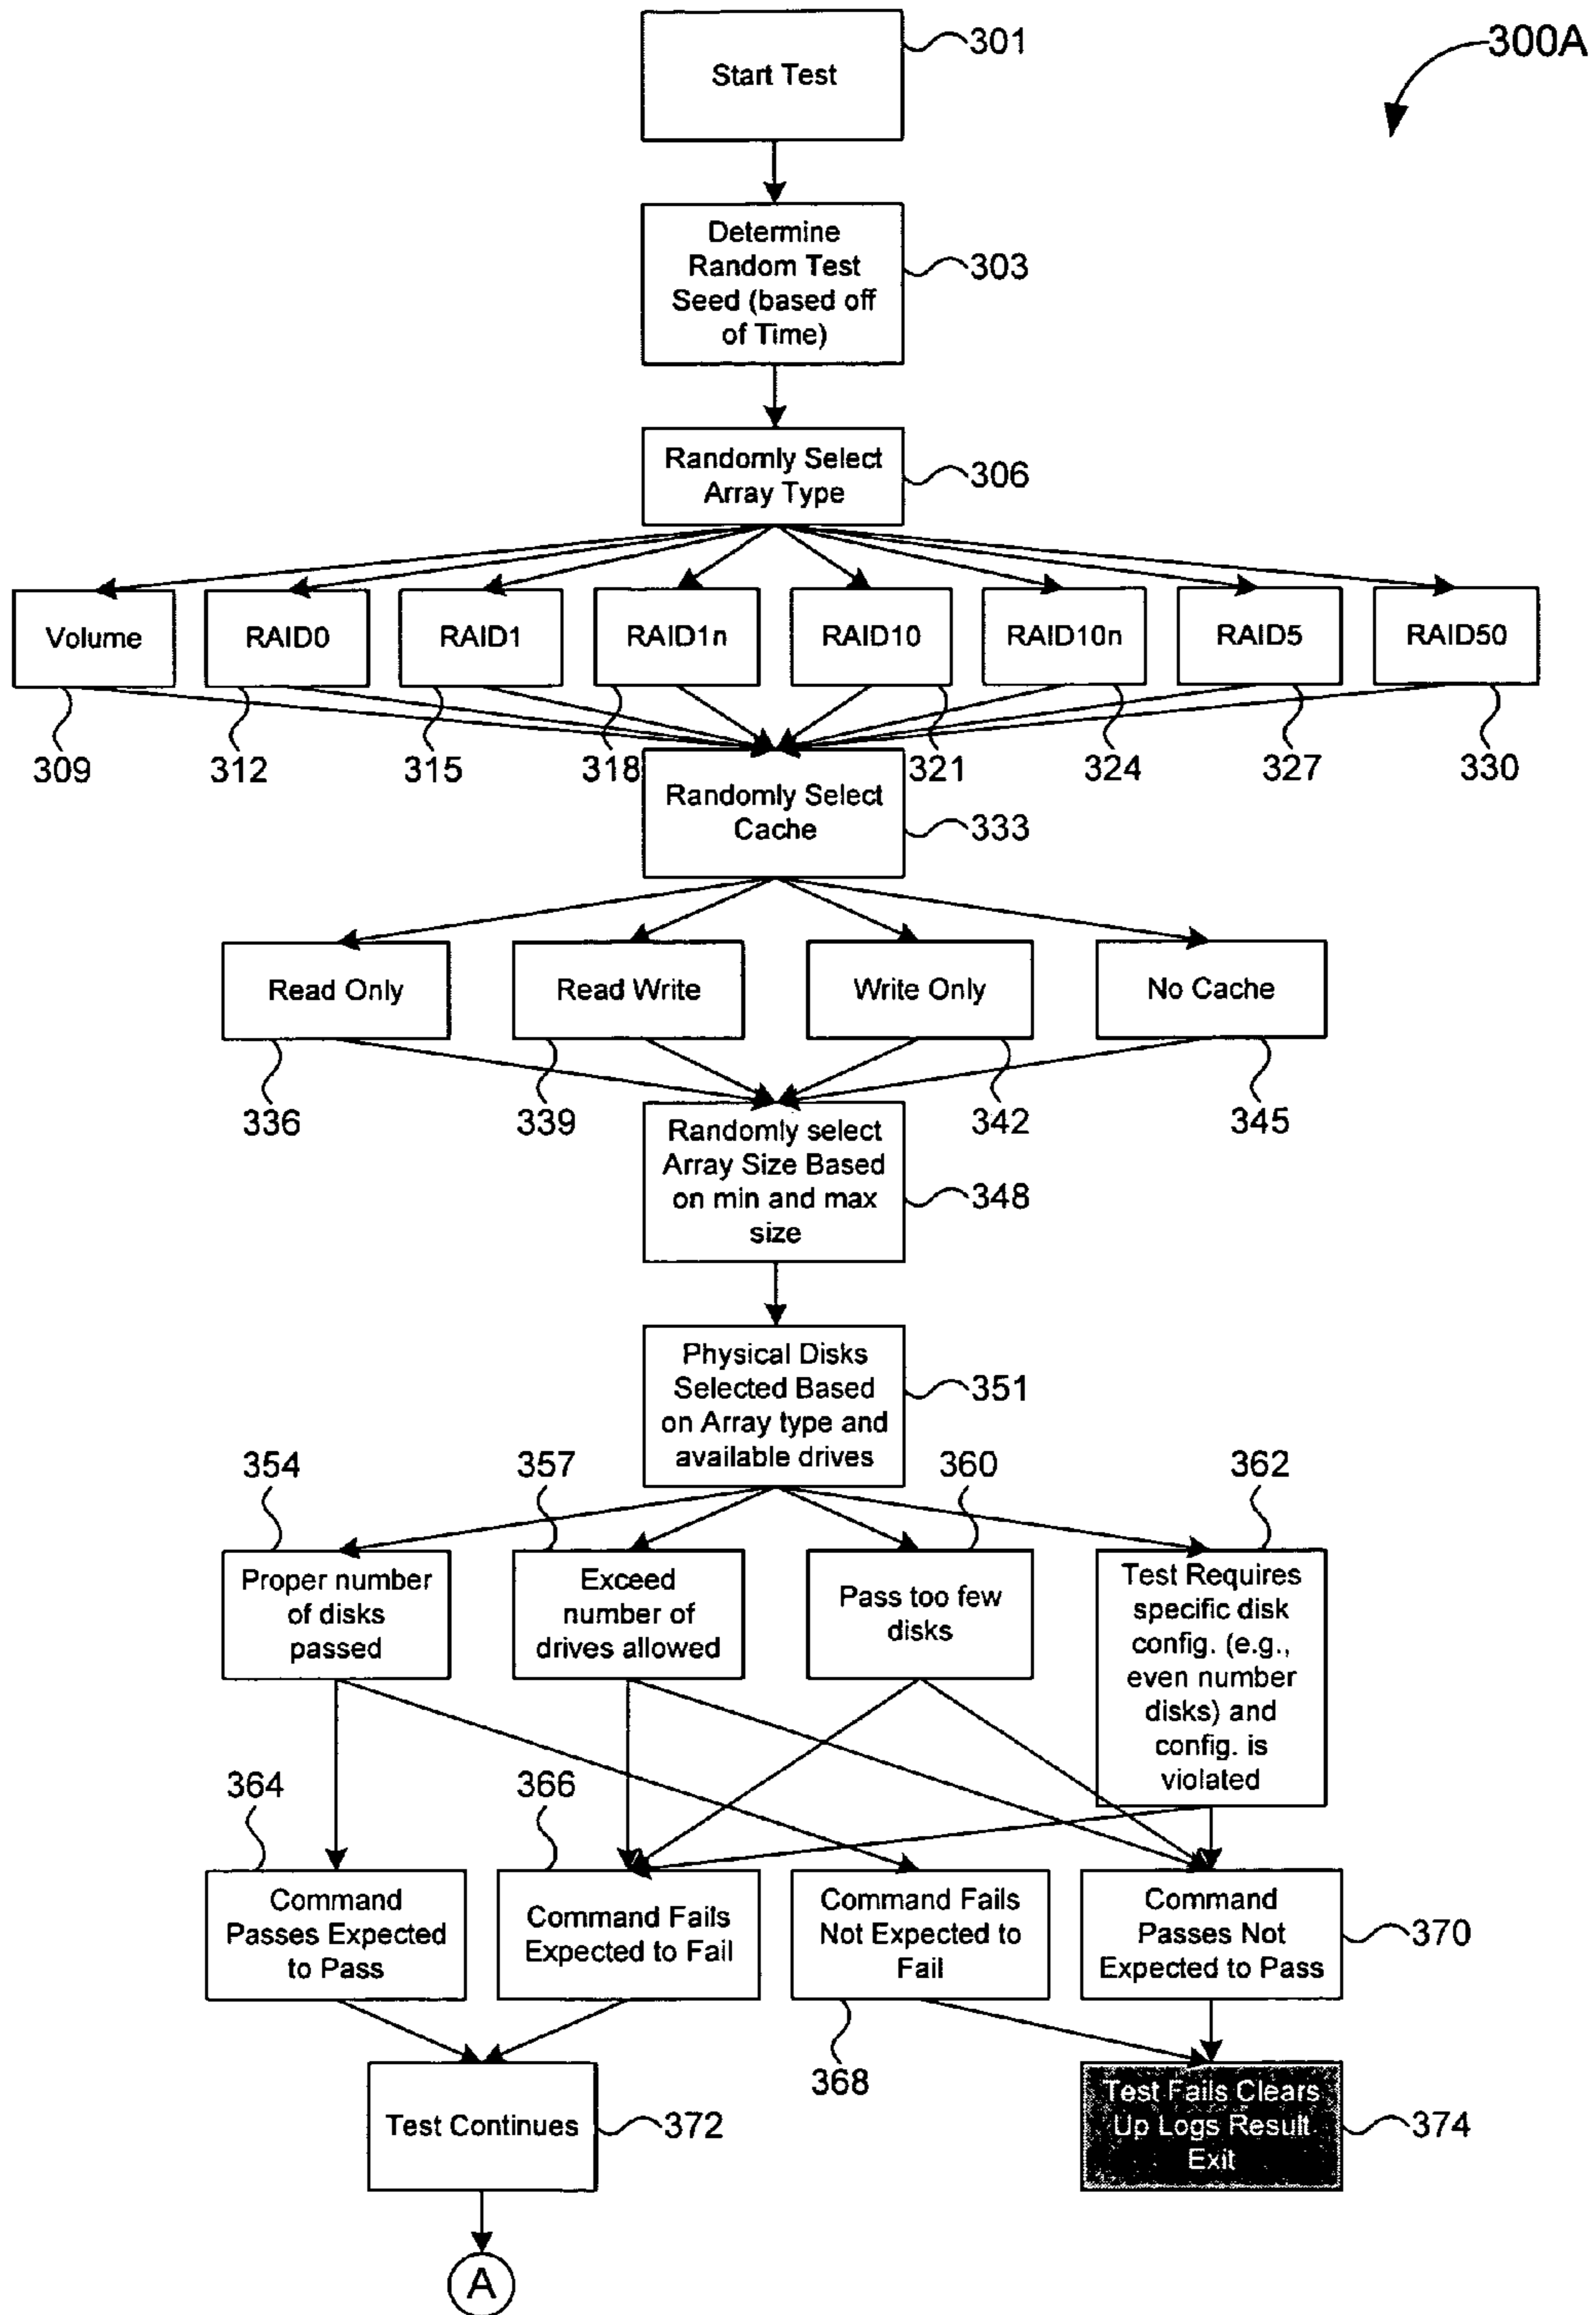 300A
Start Test
301
Determine
Random Test
Seed (based off
of Time)
303
Randomly Select
Array Type
306
Volume
RAID0
RAID1
RAID1n
RAID10
RAID10n
RAID5
RAID50
309
312
315
318
321
324
327
330
Randomly Select
Cache
333
Read Only
Read Write
Write Only
No Cache
336
339
342
345
Randomly select
Array Size Based
on min and max
size
348
Physical Disks
Selected Based
on Array type and
available drives
351
354
357
360
362
Proper number
of disks
passed
Exceed
number of
drives allowed
Pass too few
disks
Test Requires
specific disk
config. (e.g.,
even number
disks) and
config. is
violated
364
366
Command
Passes Expected
to Pass
Command Fails
Expected to Fail
Command Fails
Not Expected to
Fail
Command
Passes Not
Expected to Pass
370
368
Test Continues
372
Test Fails Clears
Up Logs Result
Exit
374
A